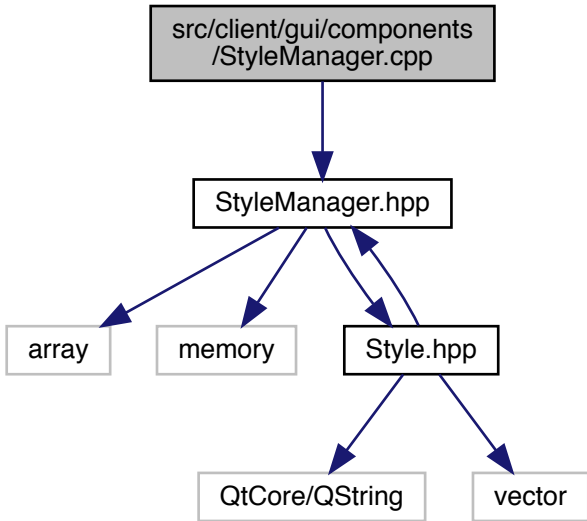 src/client/gui/components
/StyleManager.cpp
StyleManager.hpp
array
memory
Style.hpp
QtCore/QString
vector